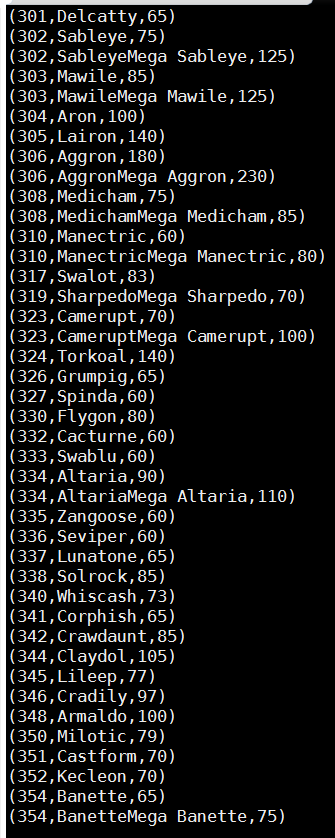 (301,Delcatty,65)
(302,Sableye,75)
(302,SableyeMega Sableye,125)
(303,Mawile,85)
(303,MawileMega Mawile,125)
(304,Aron,100)
(305,Lairon,140)
(306,Aggron,180)
(306,AggronMega Aggron,230)
(308,Medicham,75)
(308,MedichamMega Medicham,85)
(310,Manectric,60)
(310,ManectricMega Manectric,80)
(317,Swalot,83)
(319,SharpedoMega Sharpedo,70)
(323,Camerupt,70)
(323,CameruptMega Camerupt,100)
(324,Torkoal,140)
(326,Grumpig,65)
(327,Spinda,60)
(330,Flygon,80)
(332,Cacturne,60)
(333,Swablu,60)
(334,Altaria,90)
(334,AltariaMega Altaria,110)
(335,Zangoose,60)
(336,Seviper,60)
(337,Lunatone,65)
(338,Solrock,85)
(340,Whiscash,73)
(341,Corphish,65)
(342,Crawdaunt,85)
(344,Claydol,105)
(345,Lileep,77)
(346,Cradily,97)
(348,Armaldo,100)
(350,Milotic,79)
(351,Castform,70)
(352,Kecleon,70)
(354,Banette,65)
(354,BanetteMega Banette,75)